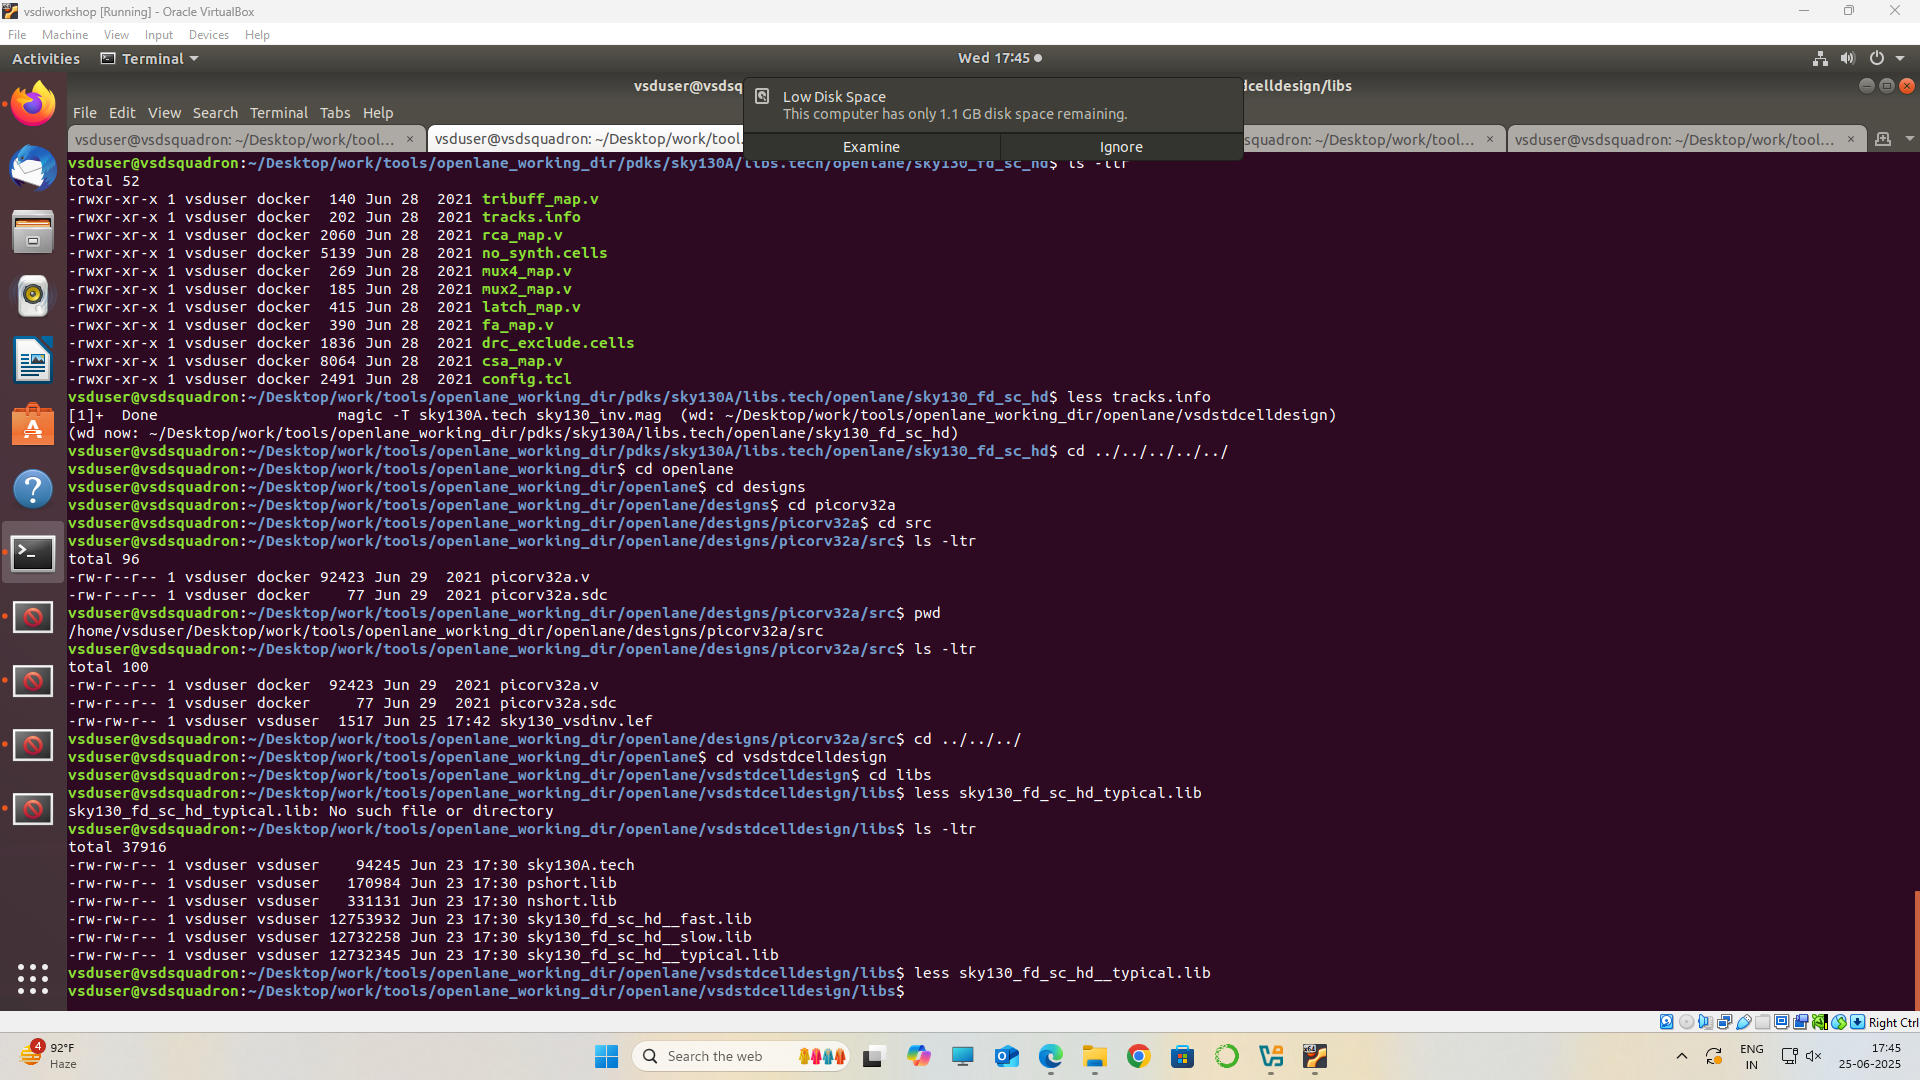 vsdiworkshop [Running] - Oracle VirtualBox
File Machine View Input Devices Help
Activities Terminal Wed 17:45
vsduser@vsdsq
dcelldesign/libs
Low Disk Space
This computer has only 1.1 GB disk space remaining.
Examine Ignore
File Edit View Search Terminal Tabs Help
vsduser@vsdsquadron: ~/Desktop/work/tool... × vsduser@vsdsquadron: ~/Desktop/work/tool. squadron: ~/Desktop/work/tool... × vsduser@vsdsquadron: ~/Desktop/work/tool... ×
vsduser@vsdsquadron:~/Desktop/work/tools/openlane_working_dir/pdks/sky130A/libs.tech/openlane/sky130_fd_sc_hd$ ls -ltr
total 52
-rwxr-xr-x 1 vsduser docker  140 Jun 28  2021 tribuff_map.v
-rwxr-xr-x 1 vsduser docker  202 Jun 28  2021 tracks.info
-rwxr-xr-x 1 vsduser docker 2060 Jun 28  2021 rca_map.v
-rwxr-xr-x 1 vsduser docker 5139 Jun 28  2021 no_synth.cells
-rwxr-xr-x 1 vsduser docker  269 Jun 28  2021 mux4_map.v
-rwxr-xr-x 1 vsduser docker  185 Jun 28  2021 mux2_map.v
-rwxr-xr-x 1 vsduser docker  415 Jun 28  2021 latch_map.v
-rwxr-xr-x 1 vsduser docker  390 Jun 28  2021 fa_map.v
-rwxr-xr-x 1 vsduser docker 1836 Jun 28  2021 drc_exclude.cells
-rwxr-xr-x 1 vsduser docker 8064 Jun 28  2021 csa_map.v
-rwxr-xr-x 1 vsduser docker 2491 Jun 28  2021 config.tcl
vsduser@vsdsquadron:~/Desktop/work/tools/openlane_working_dir/pdks/sky130A/libs.tech/openlane/sky130_fd_sc_hd$ less tracks.info
[1]+  Done                    magic -T sky130A.tech sky130_inv.mag  (wd: ~/Desktop/work/tools/openlane_working_dir/openlane/vsdstdcelldesign)
(wd now: ~/Desktop/work/tools/openlane_working_dir/pdks/sky130A/libs.tech/openlane/sky130_fd_sc_hd)
vsduser@vsdsquadron:~/Desktop/work/tools/openlane_working_dir/pdks/sky130A/libs.tech/openlane/sky130_fd_sc_hd$ cd ../../../../../
vsduser@vsdsquadron:~/Desktop/work/tools/openlane_working_dir$ cd openlane
vsduser@vsdsquadron:~/Desktop/work/tools/openlane_working_dir/openlane$ cd designs
vsduser@vsdsquadron:~/Desktop/work/tools/openlane_working_dir/openlane/designs$ cd picorv32a
vsduser@vsdsquadron:~/Desktop/work/tools/openlane_working_dir/openlane/designs/picorv32a$ cd src
vsduser@vsdsquadron:~/Desktop/work/tools/openlane_working_dir/openlane/designs/picorv32a/src$ ls -ltr
total 96
-rw-r--r-- 1 vsduser docker 92423 Jun 29  2021 picorv32a.v
-rw-r--r-- 1 vsduser docker    77 Jun 29  2021 picorv32a.sdc
vsduser@vsdsquadron:~/Desktop/work/tools/openlane_working_dir/openlane/designs/picorv32a/src$ pwd
/home/vsduser/Desktop/work/tools/openlane_working_dir/openlane/designs/picorv32a/src
vsduser@vsdsquadron:~/Desktop/work/tools/openlane_working_dir/openlane/designs/picorv32a/src$ ls -ltr
total 100
-rw-r--r-- 1 vsduser docker  92423 Jun 29  2021 picorv32a.v
-rw-r--r-- 1 vsduser docker     77 Jun 29  2021 picorv32a.sdc
-rw-rw-r-- 1 vsduser vsduser  1517 Jun 25 17:42 sky130_vsdinv.lef
vsduser@vsdsquadron:~/Desktop/work/tools/openlane_working_dir/openlane/designs/picorv32a/src$ cd ../../../
vsduser@vsdsquadron:~/Desktop/work/tools/openlane_working_dir/openlane$ cd vsdstdcelldesign
vsduser@vsdsquadron:~/Desktop/work/tools/openlane_working_dir/openlane/vsdstdcelldesign$ cd libs
vsduser@vsdsquadron:~/Desktop/work/tools/openlane_working_dir/openlane/vsdstdcelldesign/libs$ less sky130_fd_sc_hd_typical.lib
sky130_fd_sc_hd_typical.lib: No such file or directory
vsduser@vsdsquadron:~/Desktop/work/tools/openlane_working_dir/openlane/vsdstdcelldesign/libs$ ls -ltr
total 37916
-rw-rw-r-- 1 vsduser vsduser    94245 Jun 23 17:30 sky130A.tech
-rw-rw-r-- 1 vsduser vsduser   170984 Jun 23 17:30 pshort.lib
-rw-rw-r-- 1 vsduser vsduser   331131 Jun 23 17:30 nshort.lib
-rw-rw-r-- 1 vsduser vsduser 12753932 Jun 23 17:30 sky130_fd_sc_hd__fast.lib
-rw-rw-r-- 1 vsduser vsduser 12732258 Jun 23 17:30 sky130_fd_sc_hd__slow.lib
-rw-rw-r-- 1 vsduser vsduser 12732345 Jun 23 17:30 sky130_fd_sc_hd__typical.lib
vsduser@vsdsquadron:~/Desktop/work/tools/openlane_working_dir/openlane/vsdstdcelldesign/libs$ less sky130_fd_sc_hd__typical.lib
vsduser@vsdsquadron:~/Desktop/work/tools/openlane_working_dir/openlane/vsdstdcelldesign/libs$
Right Ctrl
4 92°F
Haze
Search the web
ENG
IN
17:45
25-06-2025